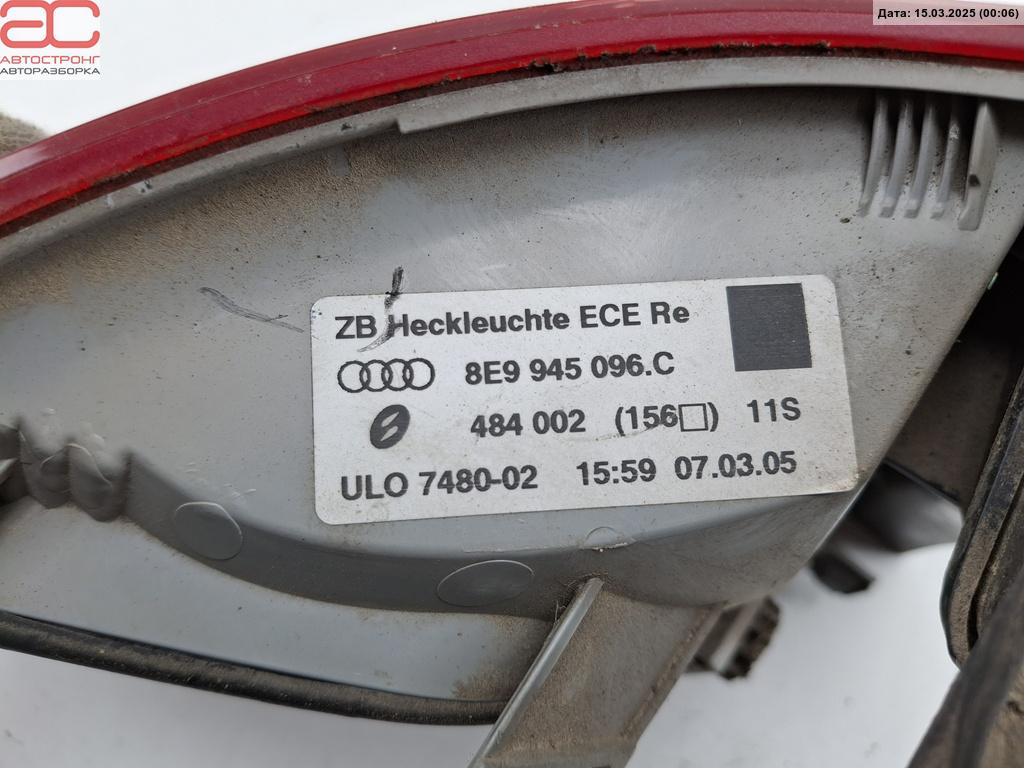 Дата: 15.03.2025 (00:06)
АС
АВТОСТРОНГ
АВТОРАЗБОРКА
ZB Heckleuchte ECE Re
8E9 945 096.C
484 002 (156□) 11S
ULO 7480-02 15:59 07.03.05